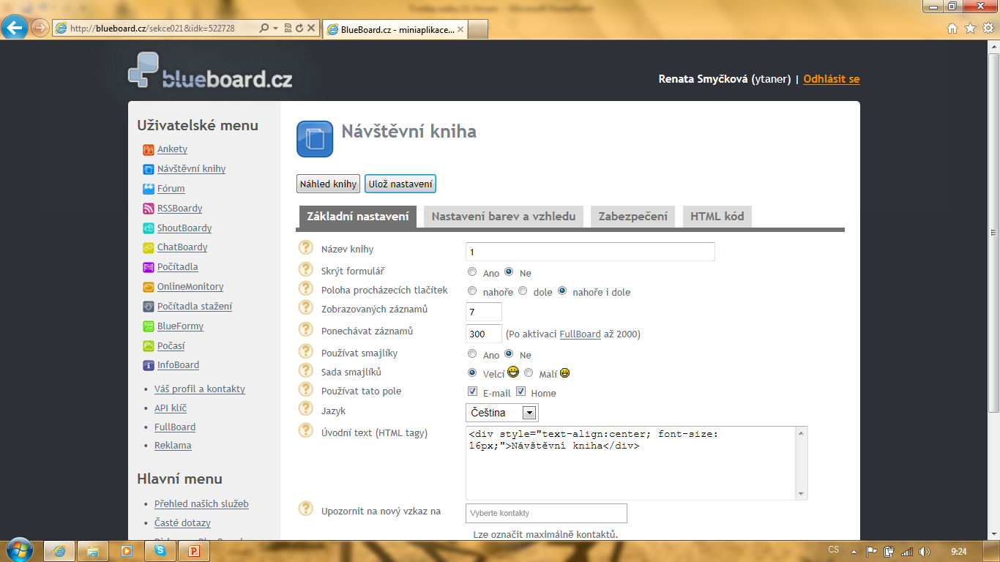 http://blueboard.cz/sekce021&idk=522728
BlueBoard.cz - miniaplikace...
blueboard.cz
Renata Smyčková (ytaner) | Odhlásit se
Uživatelské menu
Ankety
Návštěvní knihy
Fórum
RSSBoardy
ShoutBoardy
ChatBoardy
Počítadla
OnlineMonitory
Počítadla stažení
BlueFormy
Počasí
InfoBoard
• Váš profil a kontakty
• API klíč
• FullBoard
• Reklama
Hlavní menu
• Přehled našich služeb
• Časté dotazy
Návštěvní kniha
Náhled knihy Ulož nastavení
Základní nastavení Nastavení barev a vzhledu Zabezpečení HTML kód
? Název knihy 1
? Skrýt formulář Ano Ne
? Poloha procházecích tlačítek nahoře dole nahoře i dole
? Zobrazovaných záznamů 7
? Ponechávat záznamů 300 (Po aktivaci FullBoard až 2000)
? Používat smajlíky Ano Ne
? Sada smajlíků Velcí Malí
? Používat tato pole E-mail Home
? Jazyk Čeština
? Úvodní text (HTML tagy) <div style="text-align:center; font-size:
16px;">Návštěvní kniha</div>
? Upozornit na nový vzkaz na Vyberte kontakty
Lze označit maximálně kontaktů.
CS 9:24